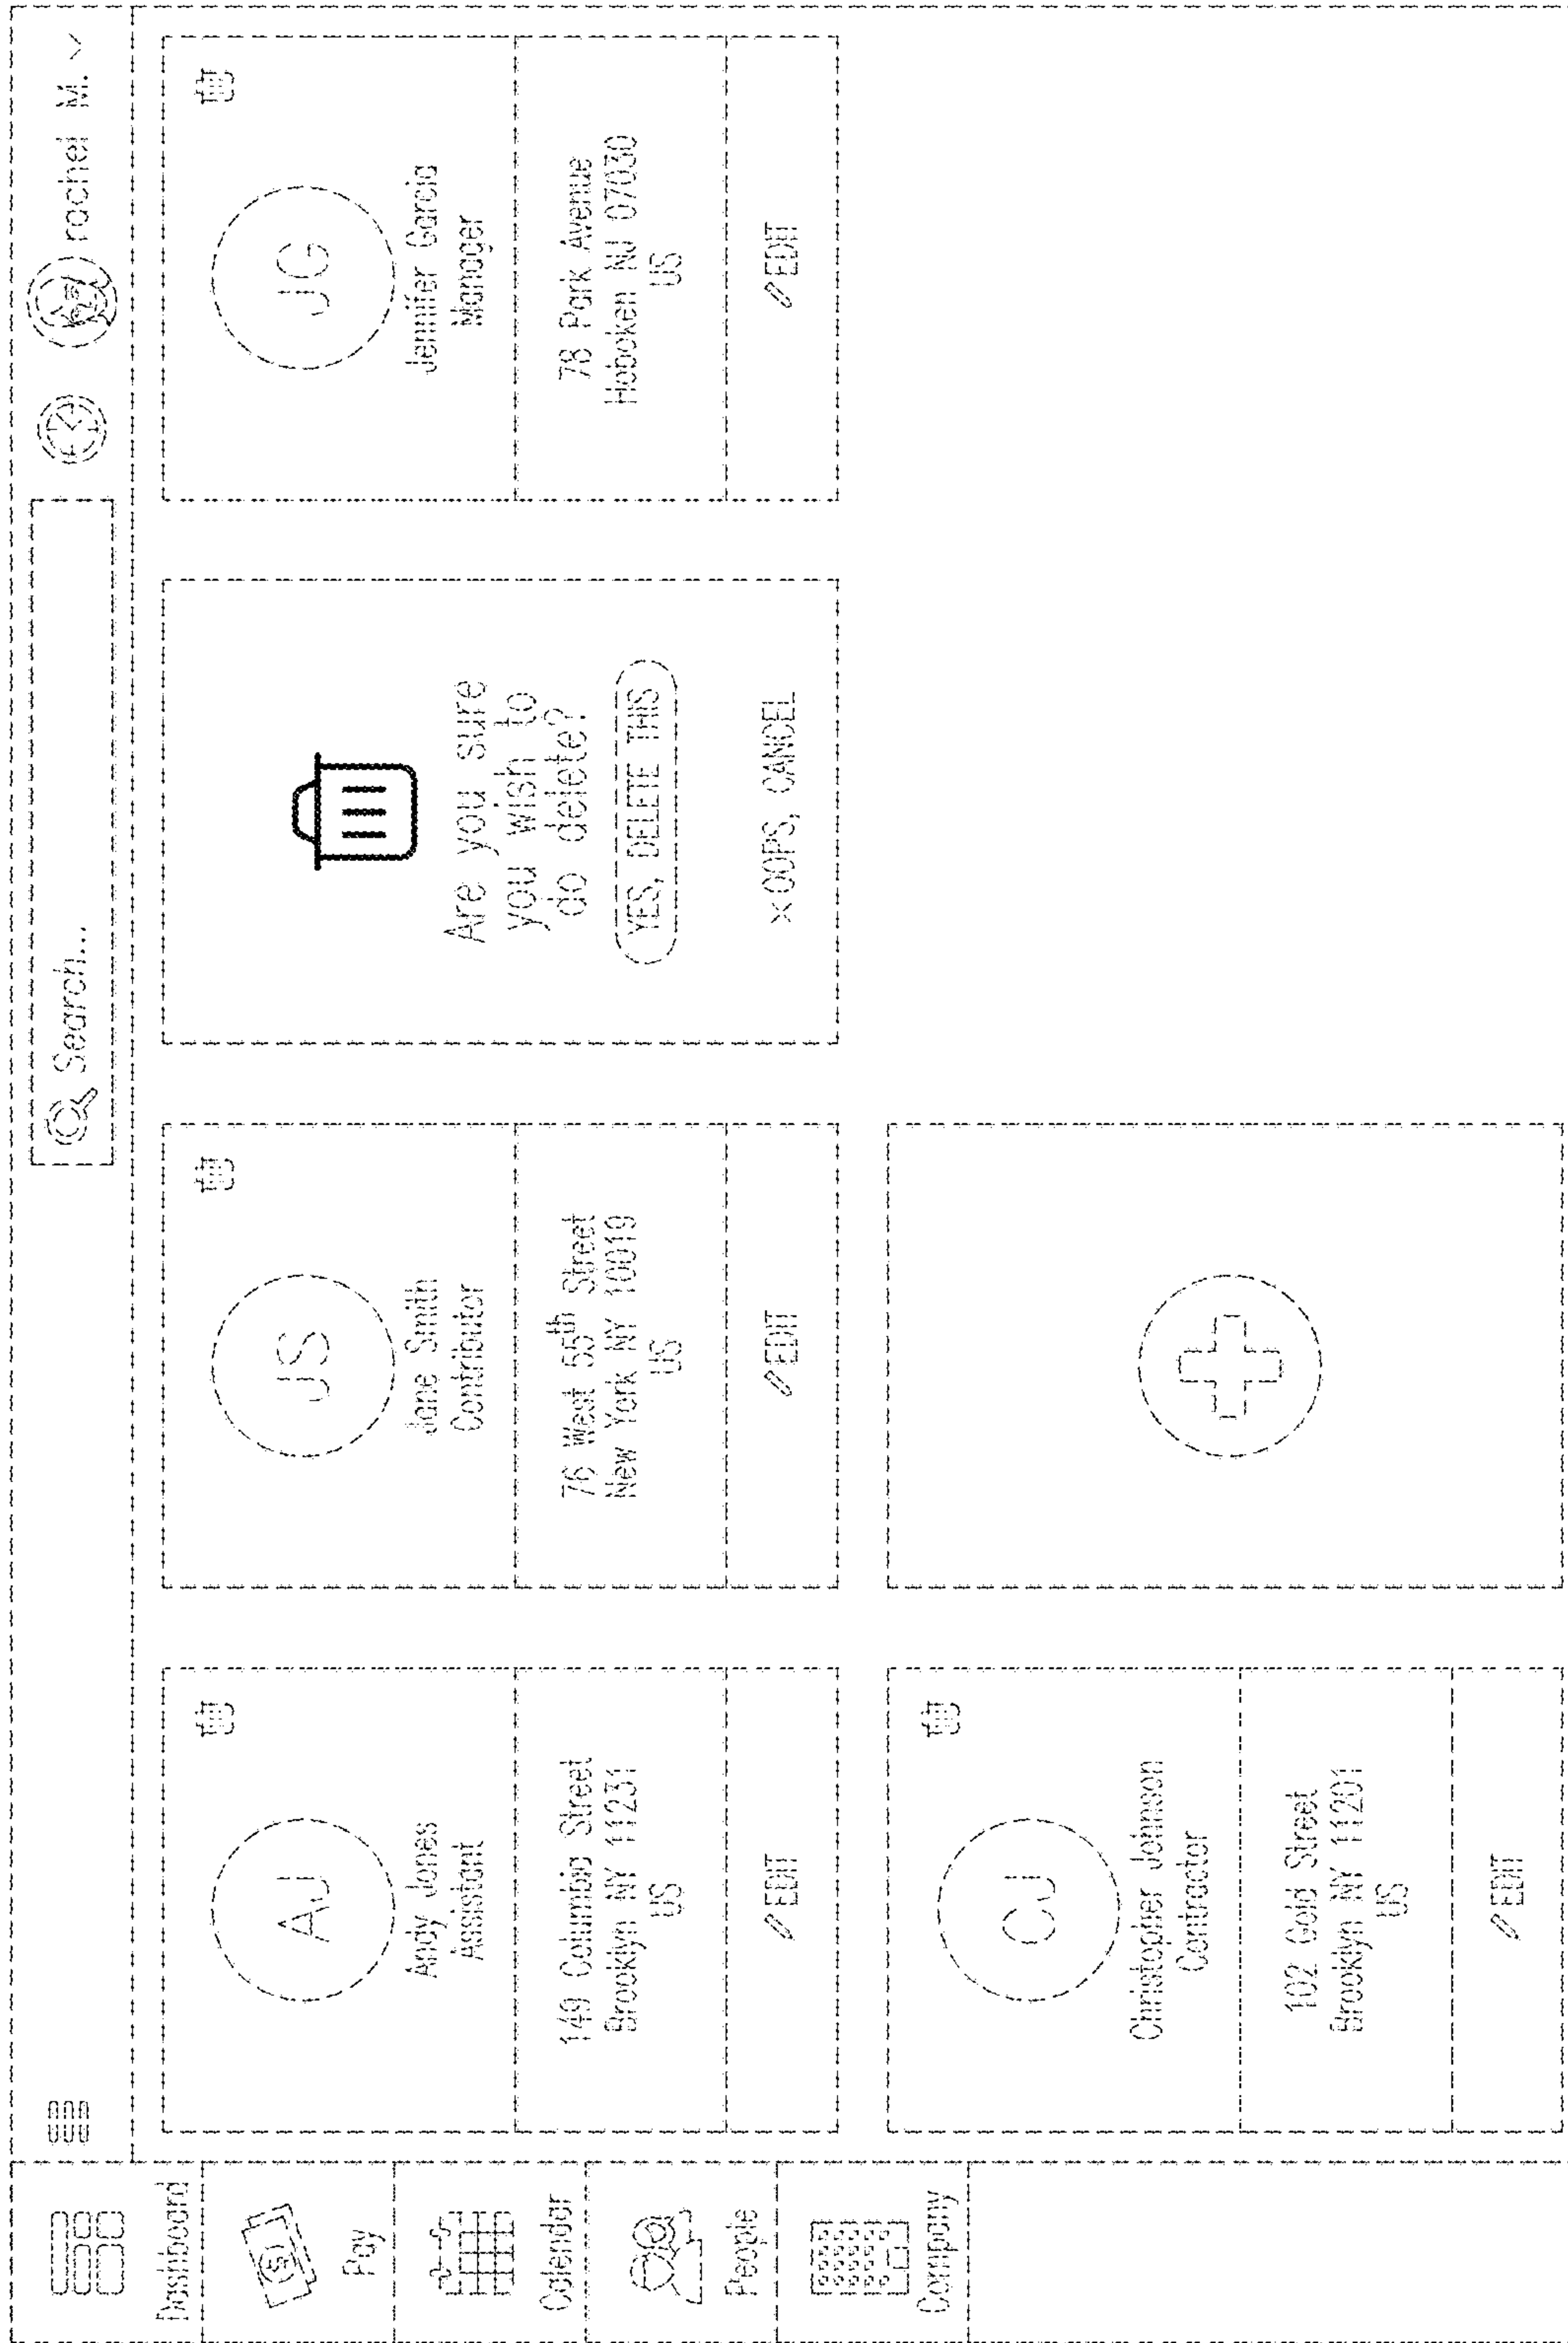 Dashboard
Pay
Calendar
People
Company
Search...
rachel M.
AJ
Andy Jones
Assistant
149 Columbia Street
Brooklyn NY 11231
US
EDIT
JS
Jane Smith
Contributor
76 West 55th Street
New York NY 10019
US
EDIT
Are you sure
you wish to
do delete?
YES, DELETE THIS
×OOPS, CANCEL
JG
Jennifer Garcia
Manager
78 Park Avenue
Hoboken NJ 07030
US
EDIT
CJ
Christopher Johnson
Contractor
102 Gold Street
Brooklyn NY 11201
US
EDIT